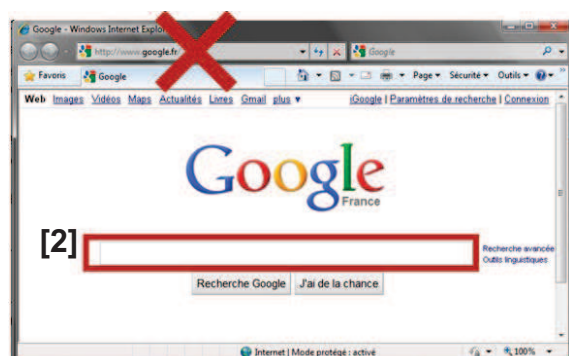 Google - Windows Internet Explo
http://www.google.fr/ Google
Favoris Google Page Sécurité Outils
Web Images Vidéos Maps Actualités Livres Gmail plus iGoogle | Paramètres de recherche | Connexion
Google
France
[2]
Recherche avancée
Outils linguistiques
Recherche Google J'ai de la chance
Internet | Mode protégé : activé 100%